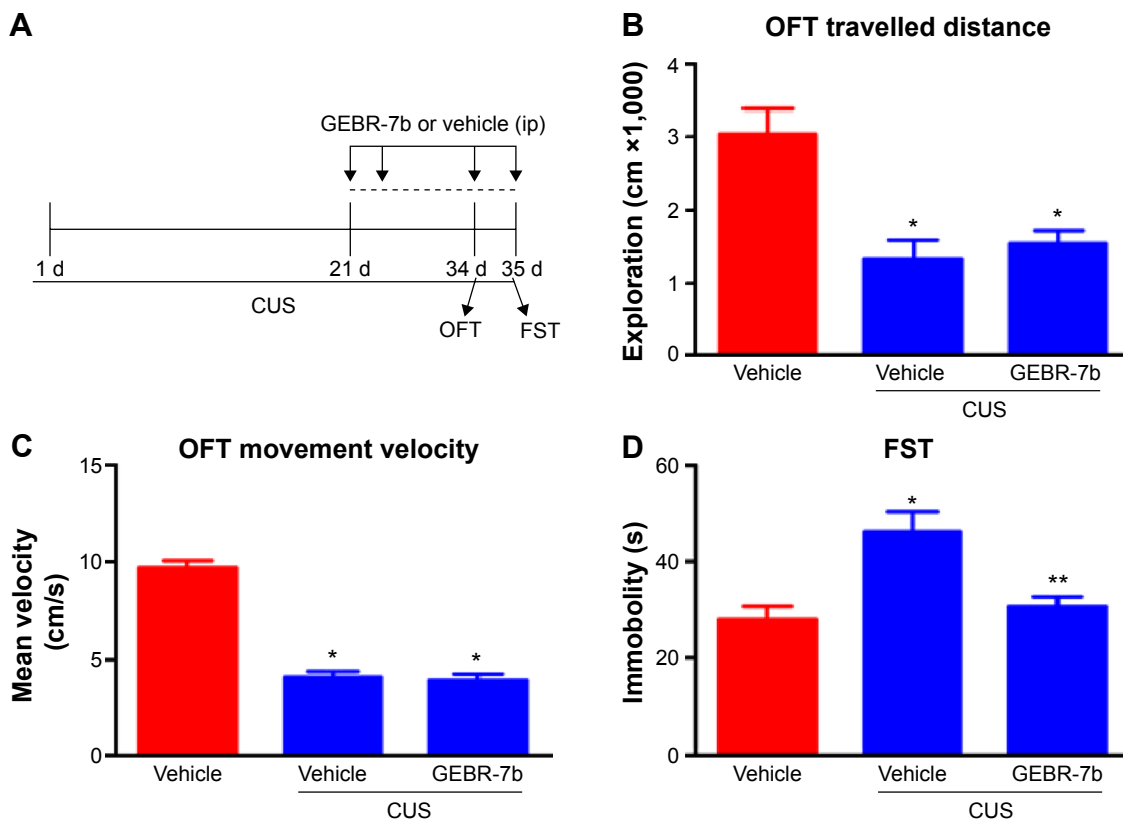 A
GEBR-7b or vehicle (ip)
1 d
21 d
34 d
35 d
CUS
OFT
FST
B
OFT travelled distance
Exploration (cm ×1,000)
4
3
2
1
0
*
*
Vehicle
Vehicle
GEBR-7b
CUS
C
OFT movement velocity
Mean velocity
(cm/s)
15
10
5
0
*
*
Vehicle
Vehicle
GEBR-7b
CUS
D
FST
Immobolity (s)
60
40
20
0
*
**
Vehicle
Vehicle
GEBR-7b
CUS